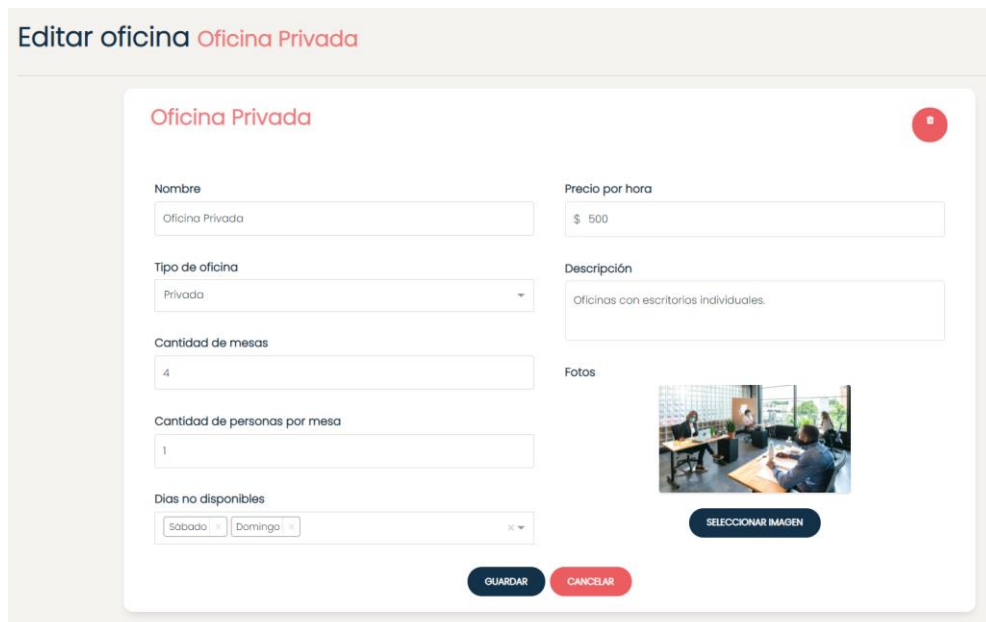 Editar oficina Oficina Privada
Oficina Privada
Nombre
Oficina Privada
Tipo de oficina
Privada
Cantidad de mesas
4
Cantidad de personas por mesa
1
Dias no disponibles
Sábado × Domingo ×
×
Precio por hora
$ 500
Descripción
Oficinas con escritorios individuales.
Fotos
SELECCIONAR IMAGEN
GUARDAR CANCELAR